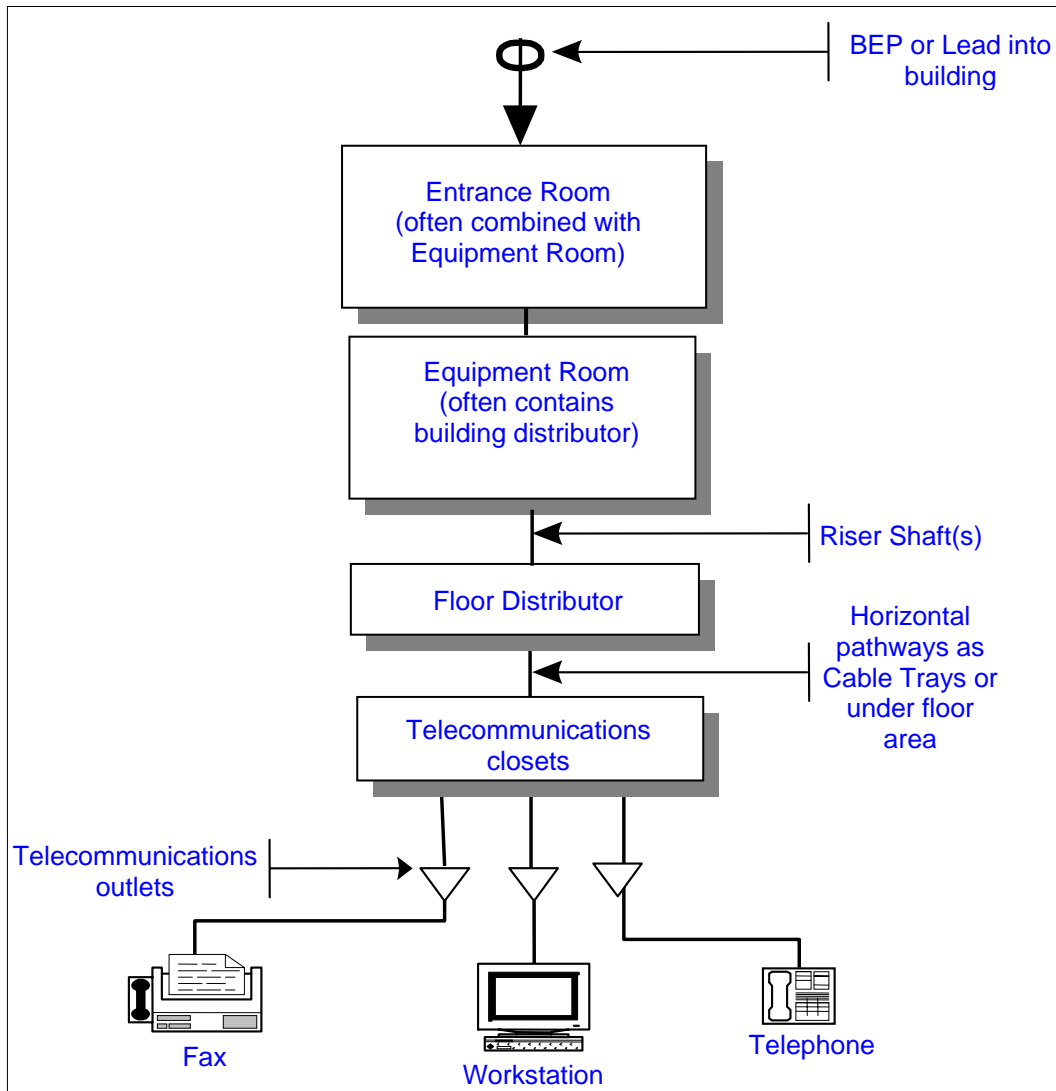 BEP or Lead into
building
Entrance Room
(often combined with
Equipment Room)
Equipment Room
(often contains
building distributor)
Riser Shaft(s)
Floor Distributor
Horizontal
pathways as
Cable Trays or
under floor
area
Telecommunications
closets
Telecommunications
outlets
Fax
Workstation
Telephone